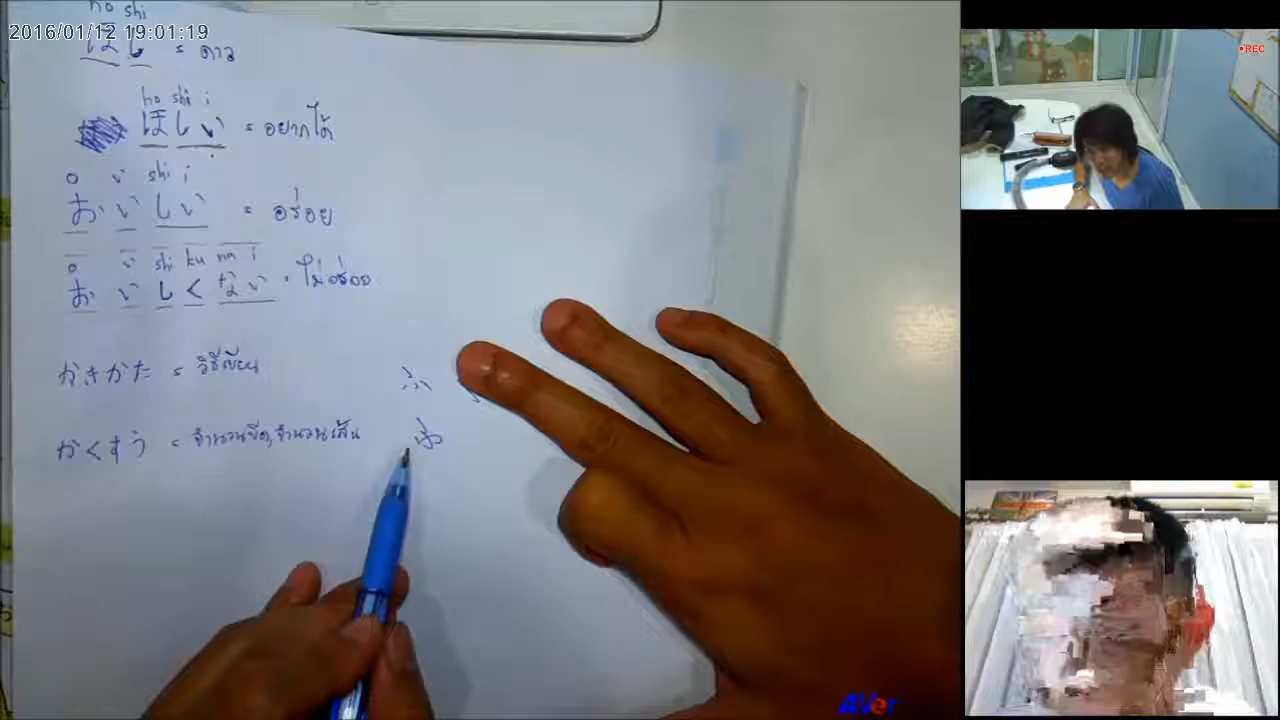 ho shi
2016/01/12 19:01:19
ほし = ดาว
REC
ho shi i
ほしい = อยากได้
o i shi i
おいしい = อร่อย
o i shi ku na i
おいしくない = ไม่อร่อย
かきかた = วิธีเขียน
ふ
かくすう = จำนวนขีด, จำนวนเส้น
AVer